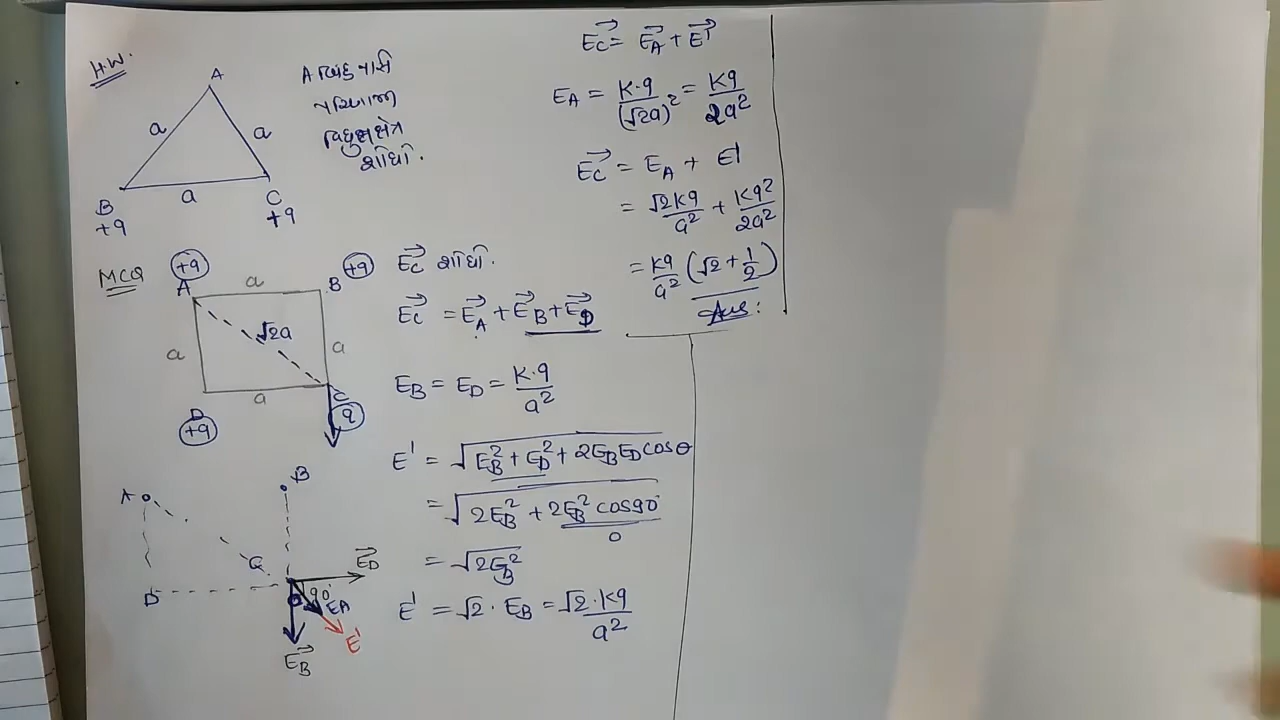 H.W.
A
a a
a
B C
+q +q
A બિંદુ પાસે
પરિણામી
વિદ્યુતક્ષેત્ર
શોધો.
MCQ
+q +q
A a B
√2a
a a
a C
D q
+q
A B
C E⃗D
D 90°
EA
E⃗B E'
E⃗c શોધો.
E⃗c = E⃗A + E⃗B + E⃗D
EB = ED = K·q/a²
E' = √(EB² + ED² + 2EBED cosθ)
= √(2EB² + 2EB² cos90°)
0
= √(2EB²)
E' = √2 · EB = √2·Kq/a²
E⃗c = E⃗A + E⃗'
EA = K·q/(√2a)² = Kq/2a²
E⃗c = EA + E'
= √2Kq/a² + Kq²/2a²
= Kq/a² (√2 + 1/2)
Ans: